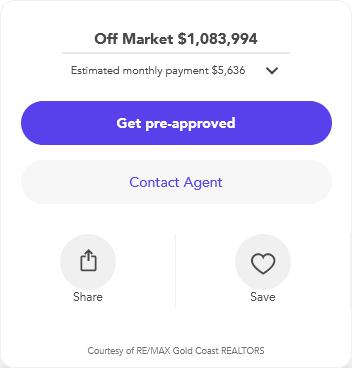 Off Market $1,083,994
Estimated monthly payment $5,636
Get pre-approved
Contact Agent
Share
Save
Courtesy of RE/MAX Gold Coast REALTORS